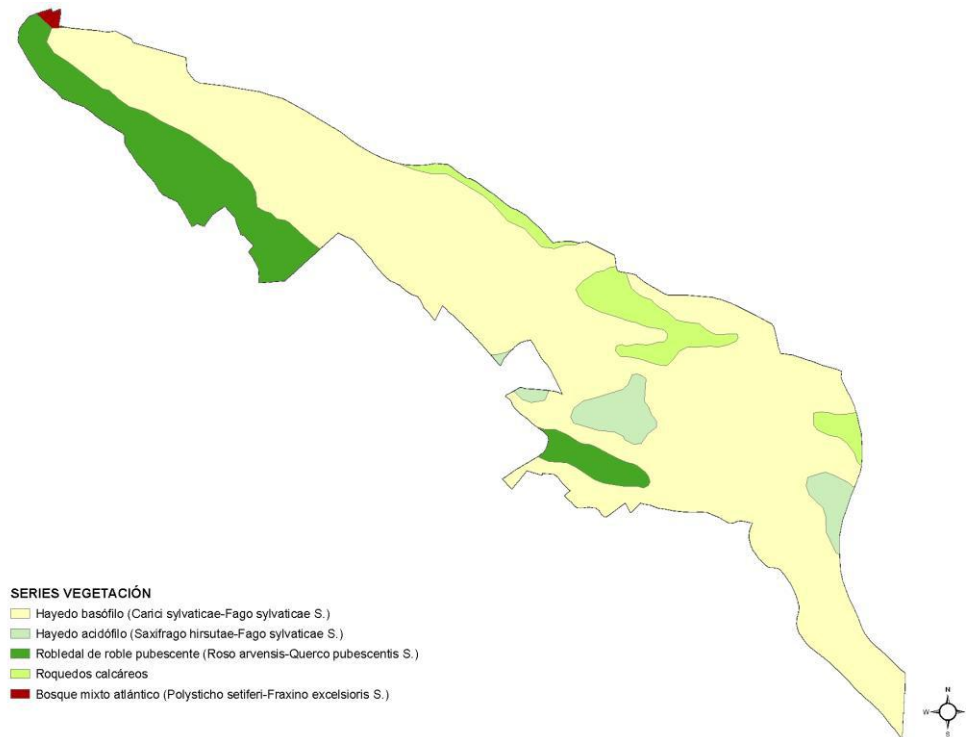 SERIES VEGETACIÓN
Hayedo basófilo (Carici sylvaticae-Fago sylvaticae S.)
Hayedo acidófilo (Saxifrago hirsutae-Fago sylvaticae S.)
Robledal de roble pubescente (Roso arvensis-Querco pubescentis S.)
Roquedos calcáreos
Bosque mixto atlántico (Polysticho setiferi-Fraxino excelsioris S.)
N
W
S